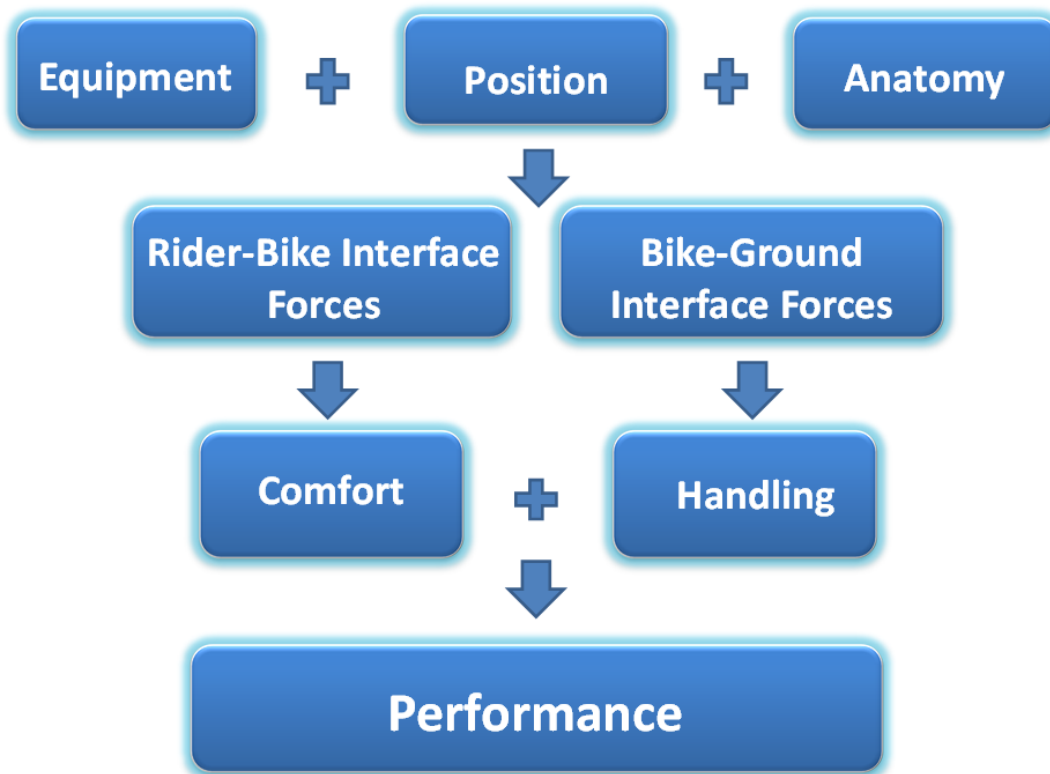 Equipment
Position
Anatomy
Rider-Bike Interface
Forces
Bike-Ground
Interface Forces
Comfort
Handling
Performance